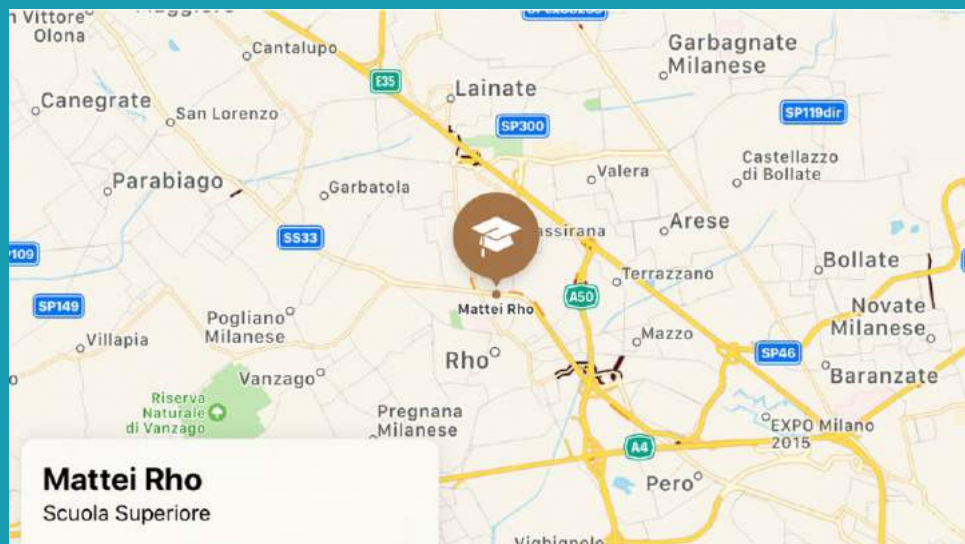 Vittore
Olona
Cantalupo
Garbagnate
Milanese
E35
Lainate
Canegrate
San Lorenzo
SP300
SP119dir
Castellazzo
di Bollate
Valera
Parabiago
Garbatola
Arese
SS33
assirana
Bollate
Terrazzano
A50
Mattei Rho
SP149
Novate
Milanese
Pogliano
Milanese
Villapia
Mazzo
Rho
SP46
Vanzago
Baranzate
Riserva
Naturale
di Vanzago
Pregnana
Milanese
EXPO Milano
2015
A4
Pero
Mattei Rho
Scuola Superiore